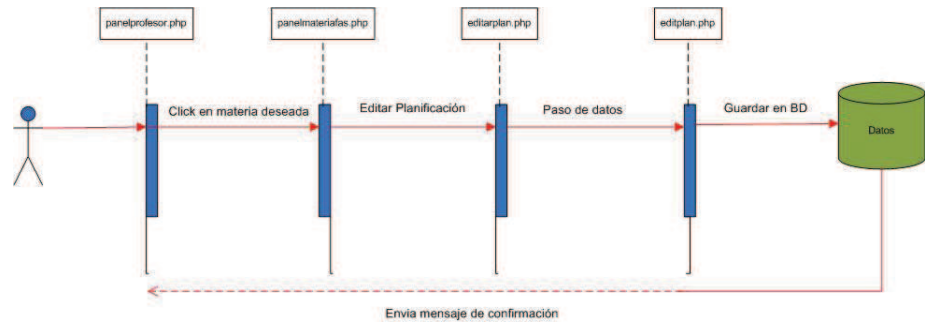 panelprofesor.php
panelmateriafas.php
editarplan.php
editplan.php
Click en materia deseada
Editar Planificación
Paso de datos
Guardar en BD
Datos
Envia mensaje de confirmación